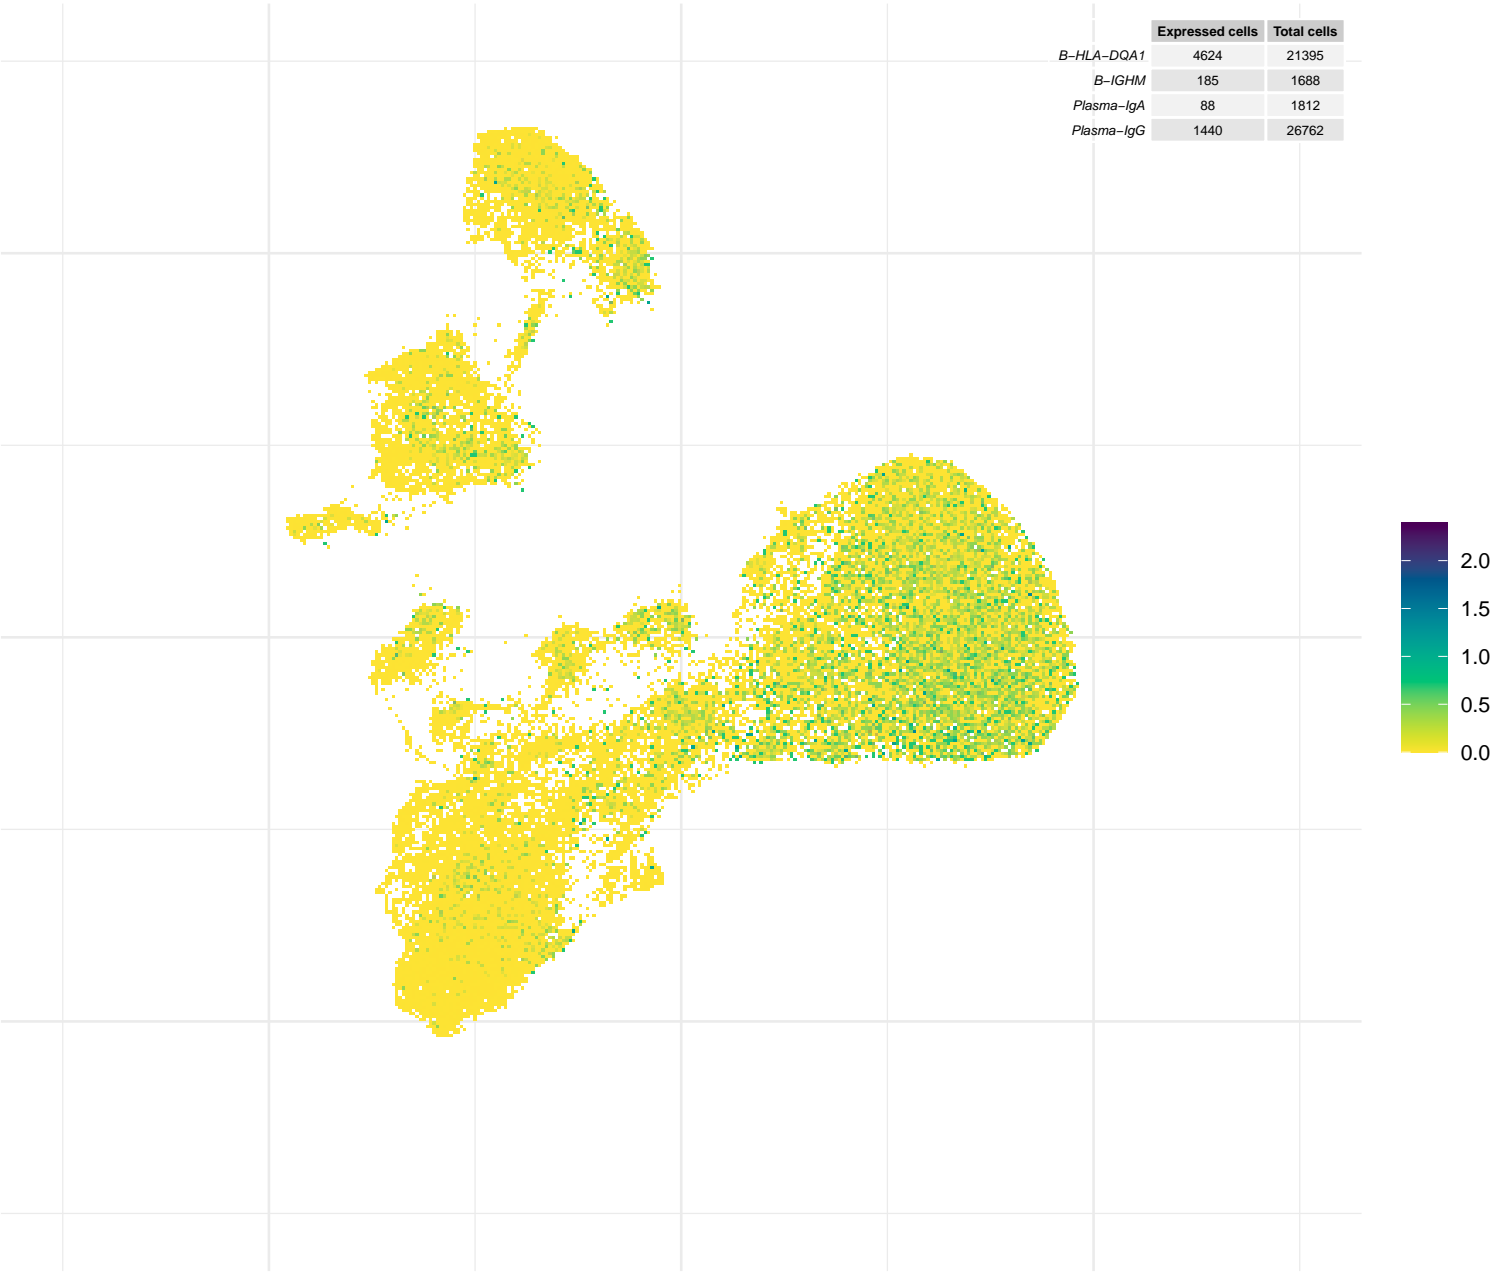 Expressed cells Total cells
B−HLA−DQA1 4624 21395
B−IGHM 185 1688
Plasma−IgA 88 1812
Plasma−IgG 1440 26762
2.0
1.5
1.0
0.5
0.0